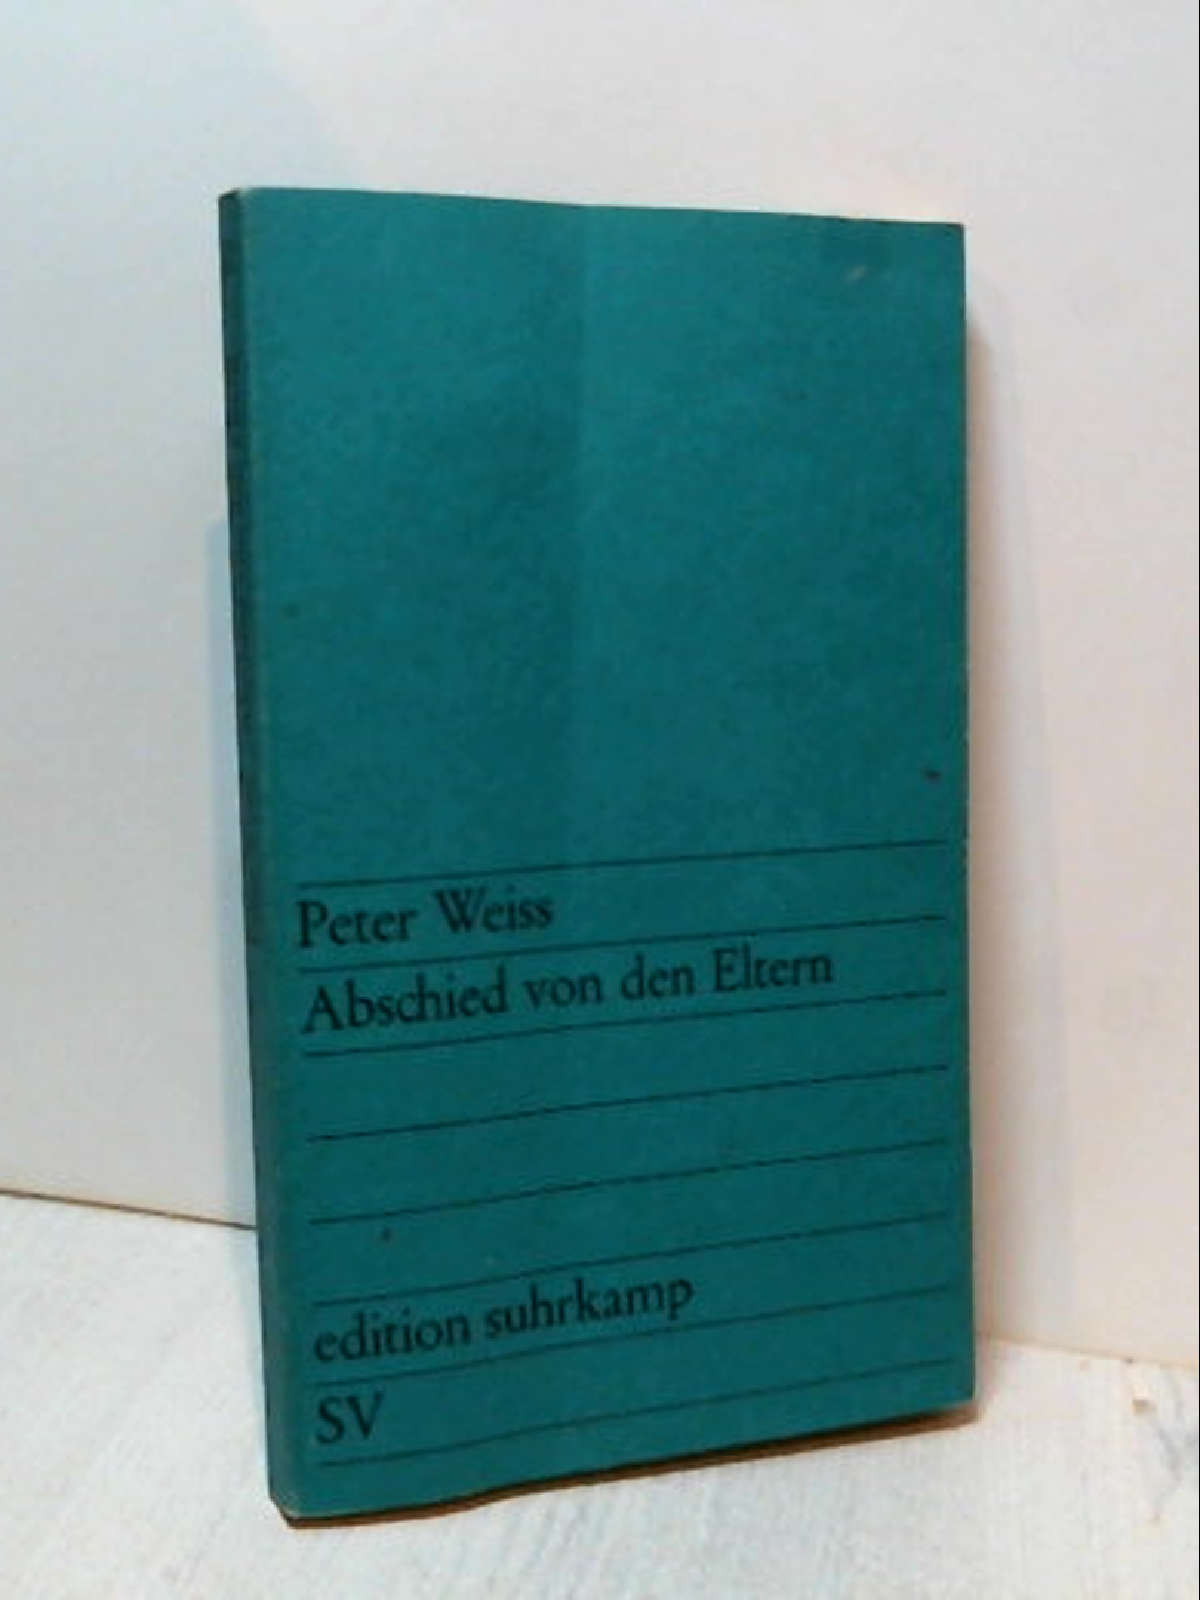 Peter Weiss
Abschied von den Eltern
edition suhrkamp
SV